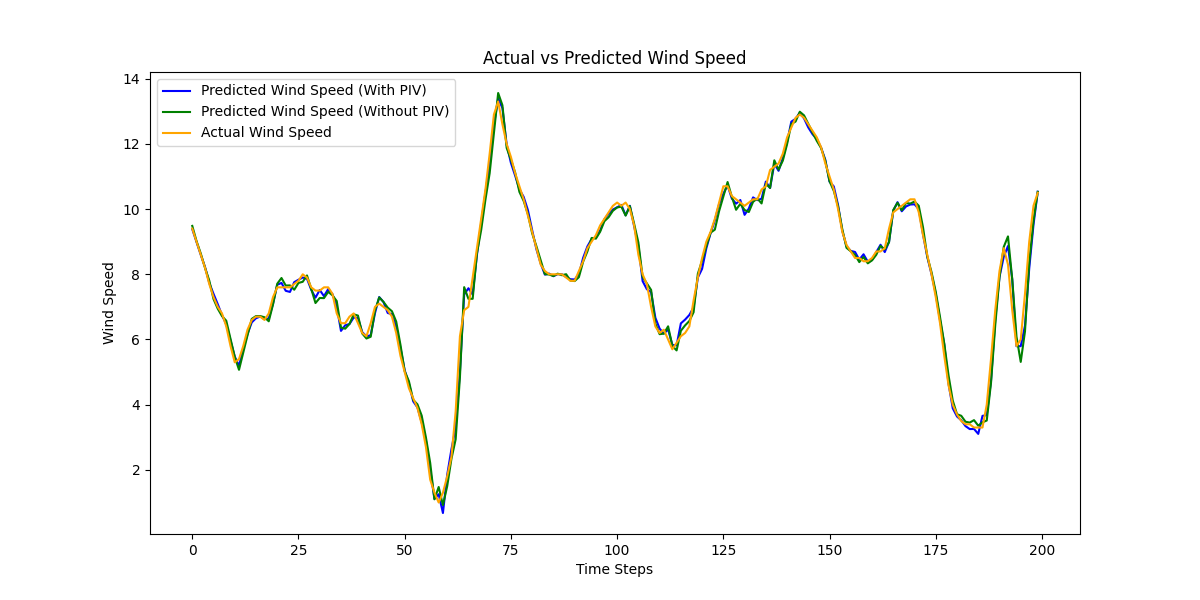 Actual vs Predicted Wind Speed
Predicted Wind Speed (With PIV)
Predicted Wind Speed (Without PIV)
Actual Wind Speed
Wind Speed
14
12
10
8
6
4
2
0 25 50 75 100 125 150 175 200
Time Steps